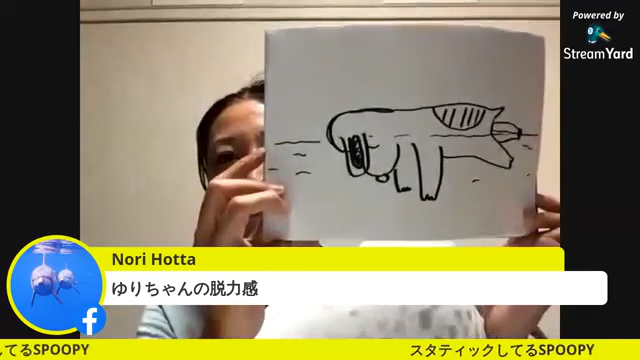 Powered by
StreamYard
Nori Hotta
ゆりちゃんの脱力感
してるSPOOPY
スタティックしてるSPOOPY